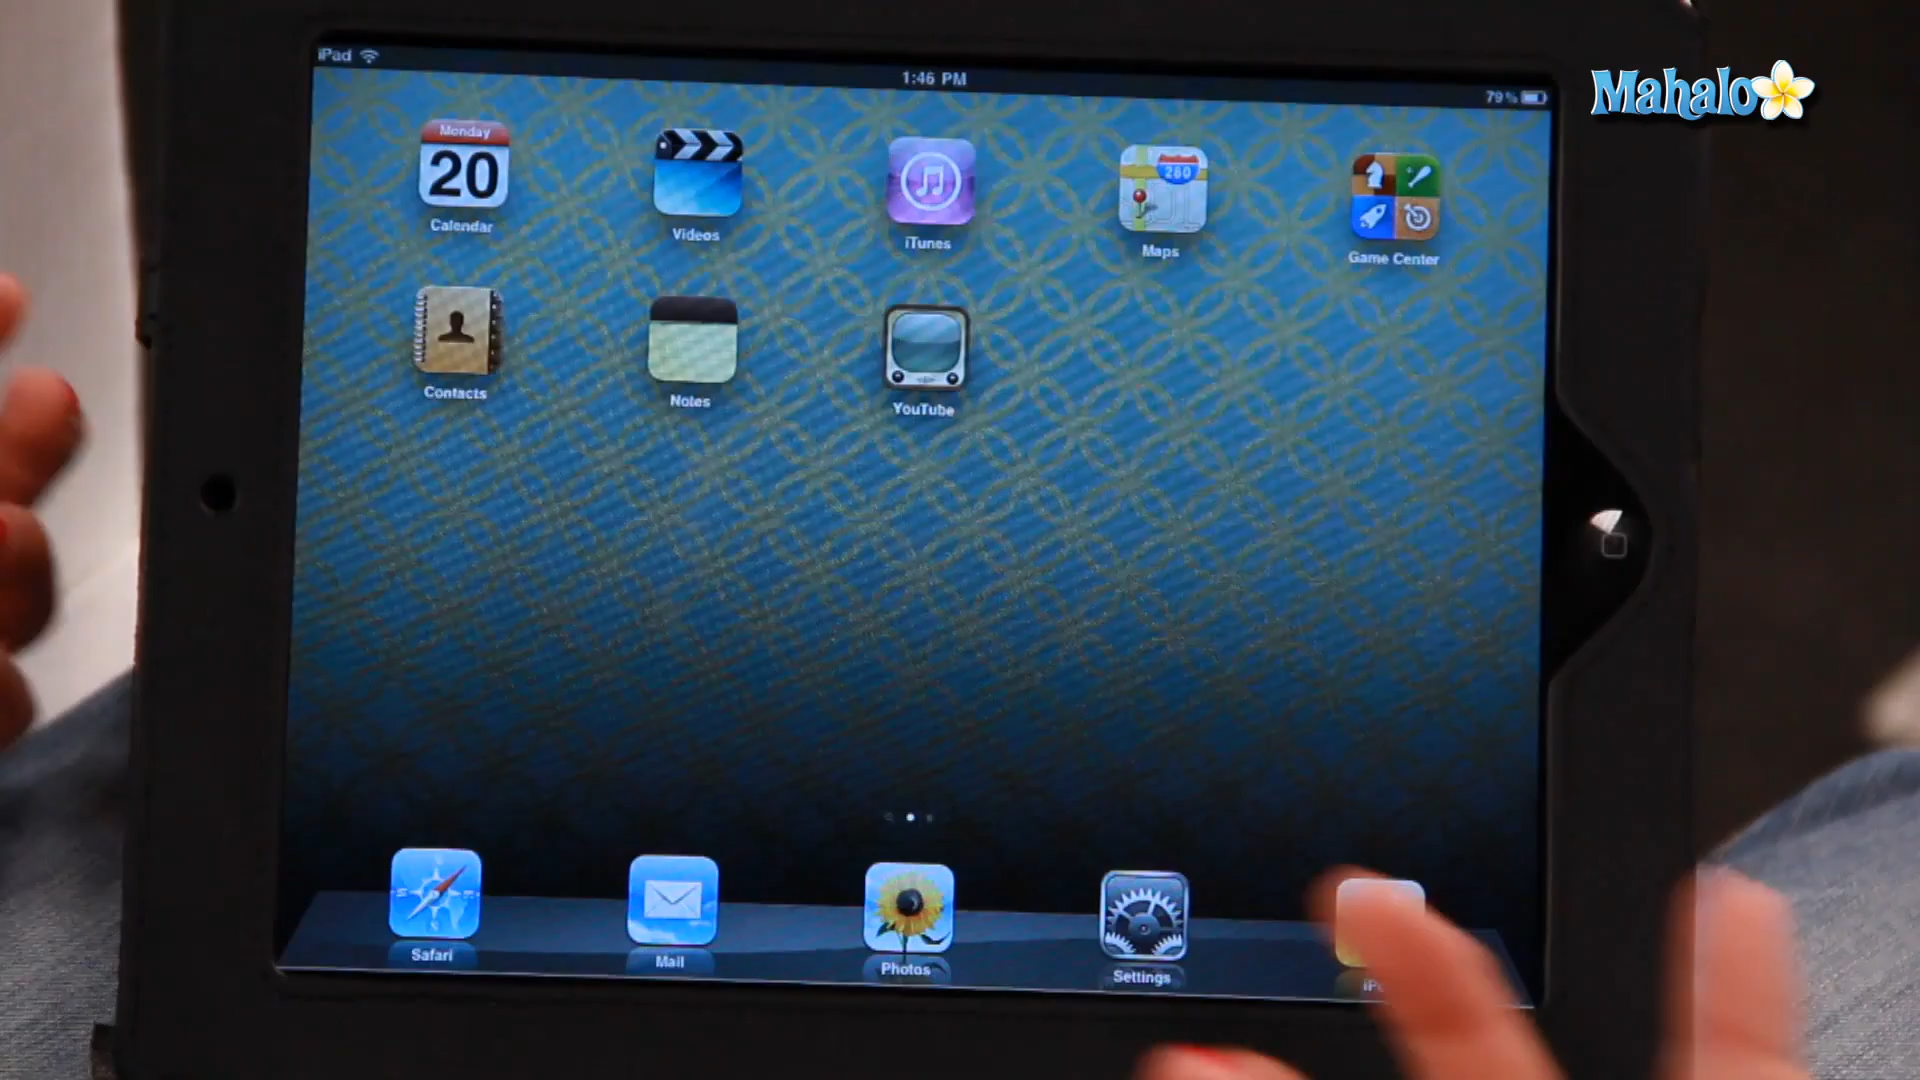 iPad
1:46 PM
79%
Mahalo
Monday
20
Calendar
Videos
iTunes
280
Maps
Game Center
Contacts
Notes
YouTube
Safari
Mail
Photos
Settings